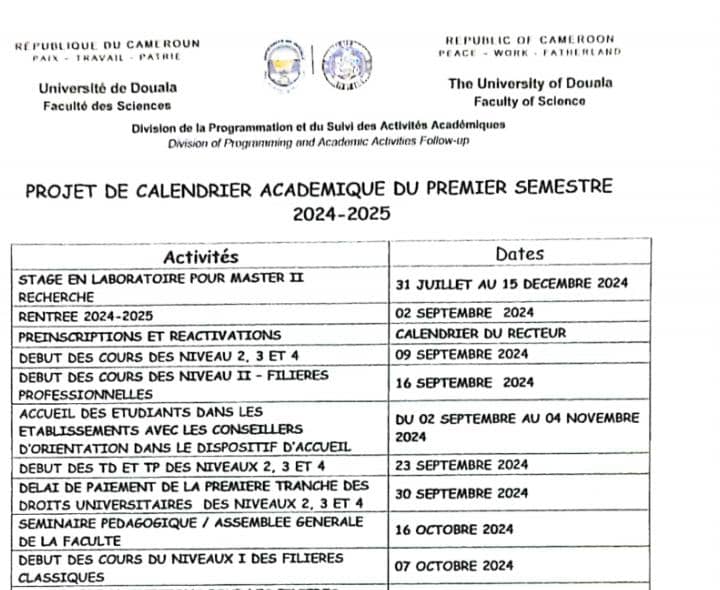 RÉPUBLIQUE DU CAMEROUN
PAIX - TRAVAIL - PATRIE
Université de Douala
Faculté des Sciences
REPUBLIC OF CAMEROON
PEACE - WORK - FATHERLAND
The University of Douala
Faculty of Science
Division de la Programmation et du Suivi des Activités Académiques
Division of Programming and Academic Activities Follow-up
PROJET DE CALENDRIER ACADEMIQUE DU PREMIER SEMESTRE
2024-2025
Activités Dates
STAGE EN LABORATOIRE POUR MASTER II
RECHERCHE
31 JUILLET AU 15 DECEMBRE 2024
RENTREE 2024-2025 02 SEPTEMBRE 2024
PREINSCRIPTIONS ET REACTIVATIONS CALENDRIER DU RECTEUR
DEBUT DES COURS DES NIVEAU 2, 3 ET 4 09 SEPTEMBRE 2024
DEBUT DES COURS DU NIVEAU II - FILIERES
PROFESSIONNELLES
16 SEPTEMBRE 2024
ACCUEIL DES ETUDIANTS DANS LES
ETABLISSEMENTS AVEC LES CONSEILLERS
D'ORIENTATION DANS LE DISPOSITIF D'ACCUEIL
DU 02 SEPTEMBRE AU 04 NOVEMBRE
2024
DEBUT DES TD ET TP DES NIVEAUX 2, 3 ET 4 23 SEPTEMBRE 2024
DELAI DE PAIEMENT DE LA PREMIERE TRANCHE DES
DROITS UNIVERSITAIRES DES NIVEAUX 2, 3 ET 4
30 SEPTEMBRE 2024
SEMINAIRE PEDAGOGIQUE / ASSEMBLEE GENERALE
DE LA FACULTE
16 OCTOBRE 2024
DEBUT DES COURS DU NIVEAUX I DES FILIERES
CLASSIQUES
07 OCTOBRE 2024